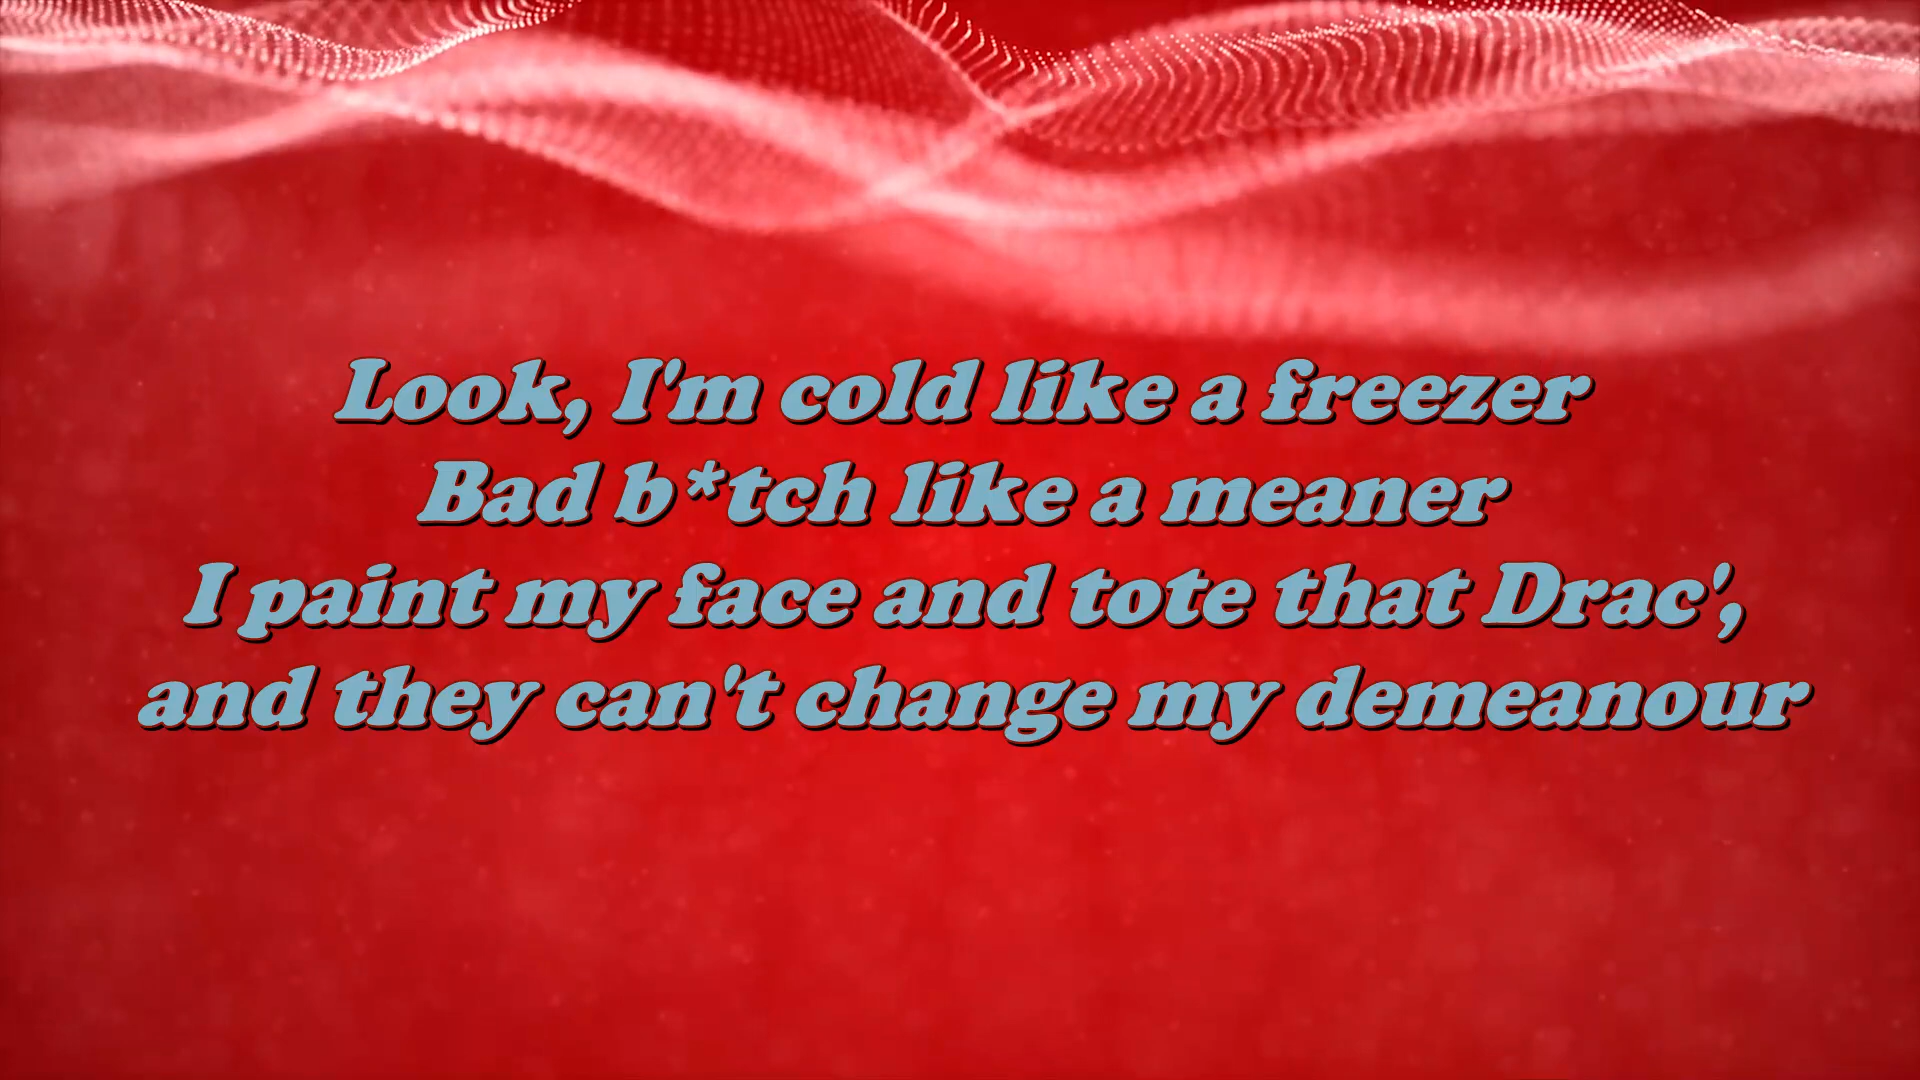 Look, I'm cold like a freezer
Bad b*tch like a meaner
I paint my face and tote that Drac',
and they can't change my demeanour